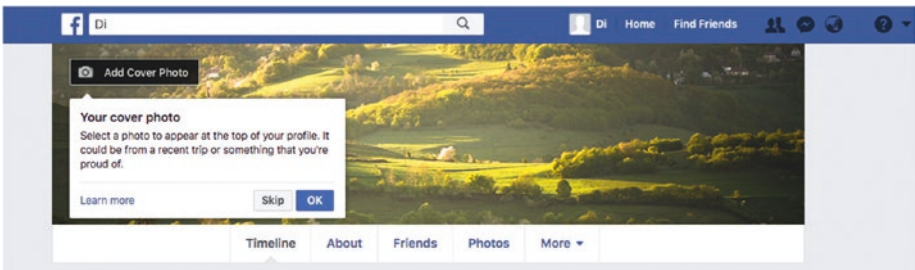 f Di Di Home Find Friends ?
Add Cover Photo
Your cover photo
Select a photo to appear at the top of your profile. It
could be from a recent trip or something that you're
proud of.
Learn more Skip OK
Timeline About Friends Photos More